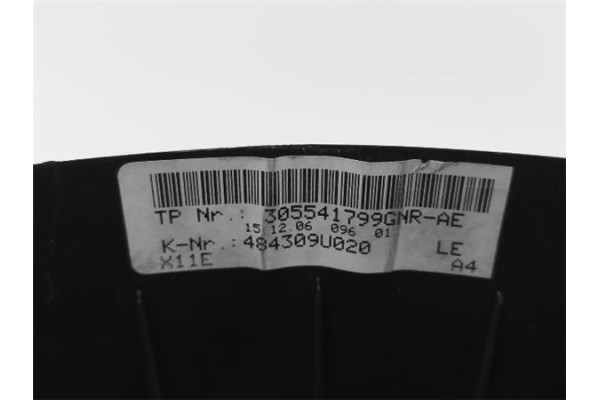 TP Nr.: 305541799GNR-AE
15.12.06 096 01
K-Nr.: 484309U020 LE
X11E A4